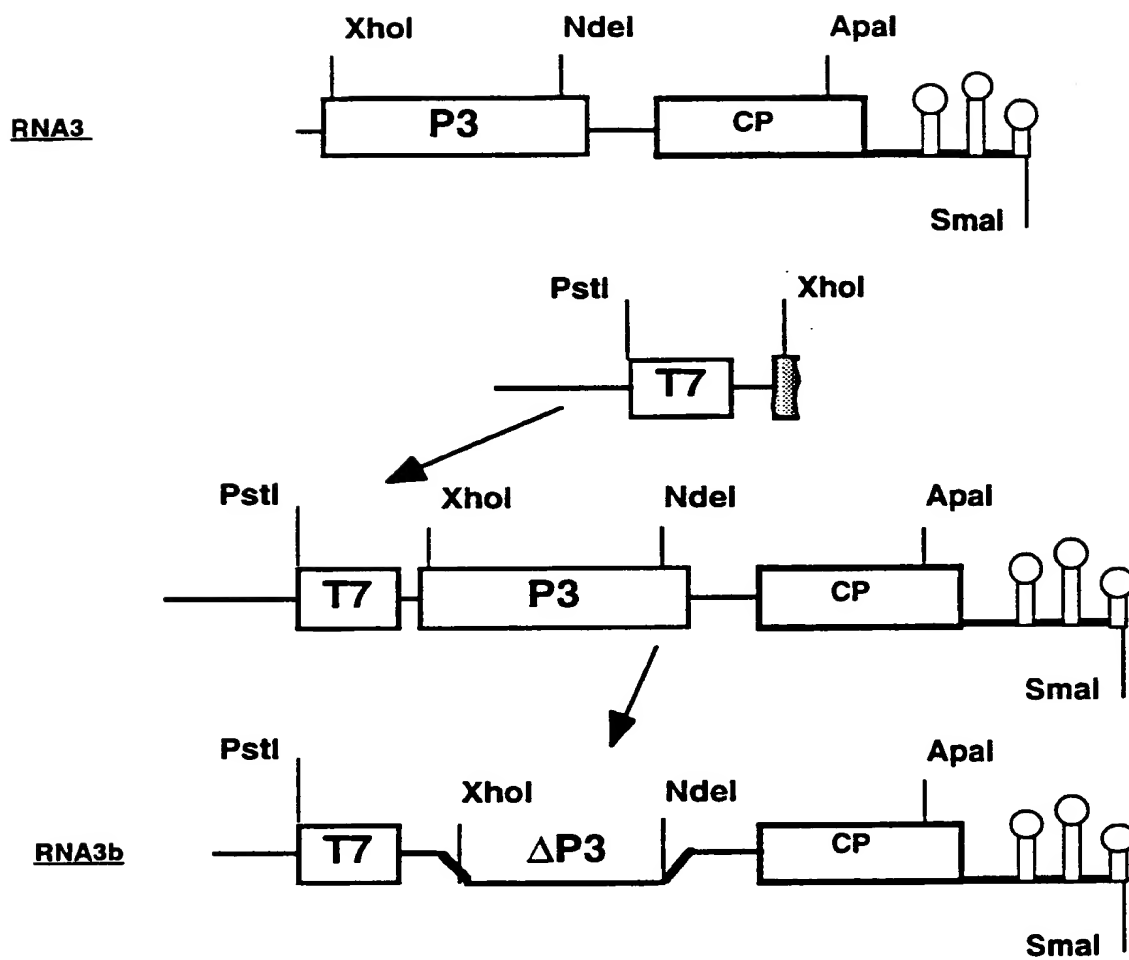 XhoI NdeI ApaI
RNA3 P3 CP
SmaI
PstI XhoI
T7
PstI XhoI NdeI ApaI
T7 P3 CP
SmaI
PstI XhoI NdeI ApaI
RNA3b T7 ΔP3 CP
SmaI